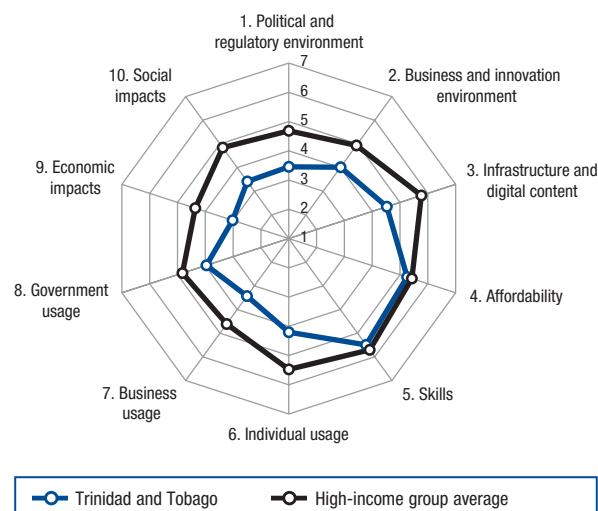 1. Political and
regulatory environment
2. Business and innovation
environment
3. Infrastructure and
digital content
4. Affordability
5. Skills
6. Individual usage
7. Business
usage
8. Government
usage
9. Economic
impacts
10. Social
impacts
7
6
5
4
3
2
1
Trinidad and Tobago
High-income group average